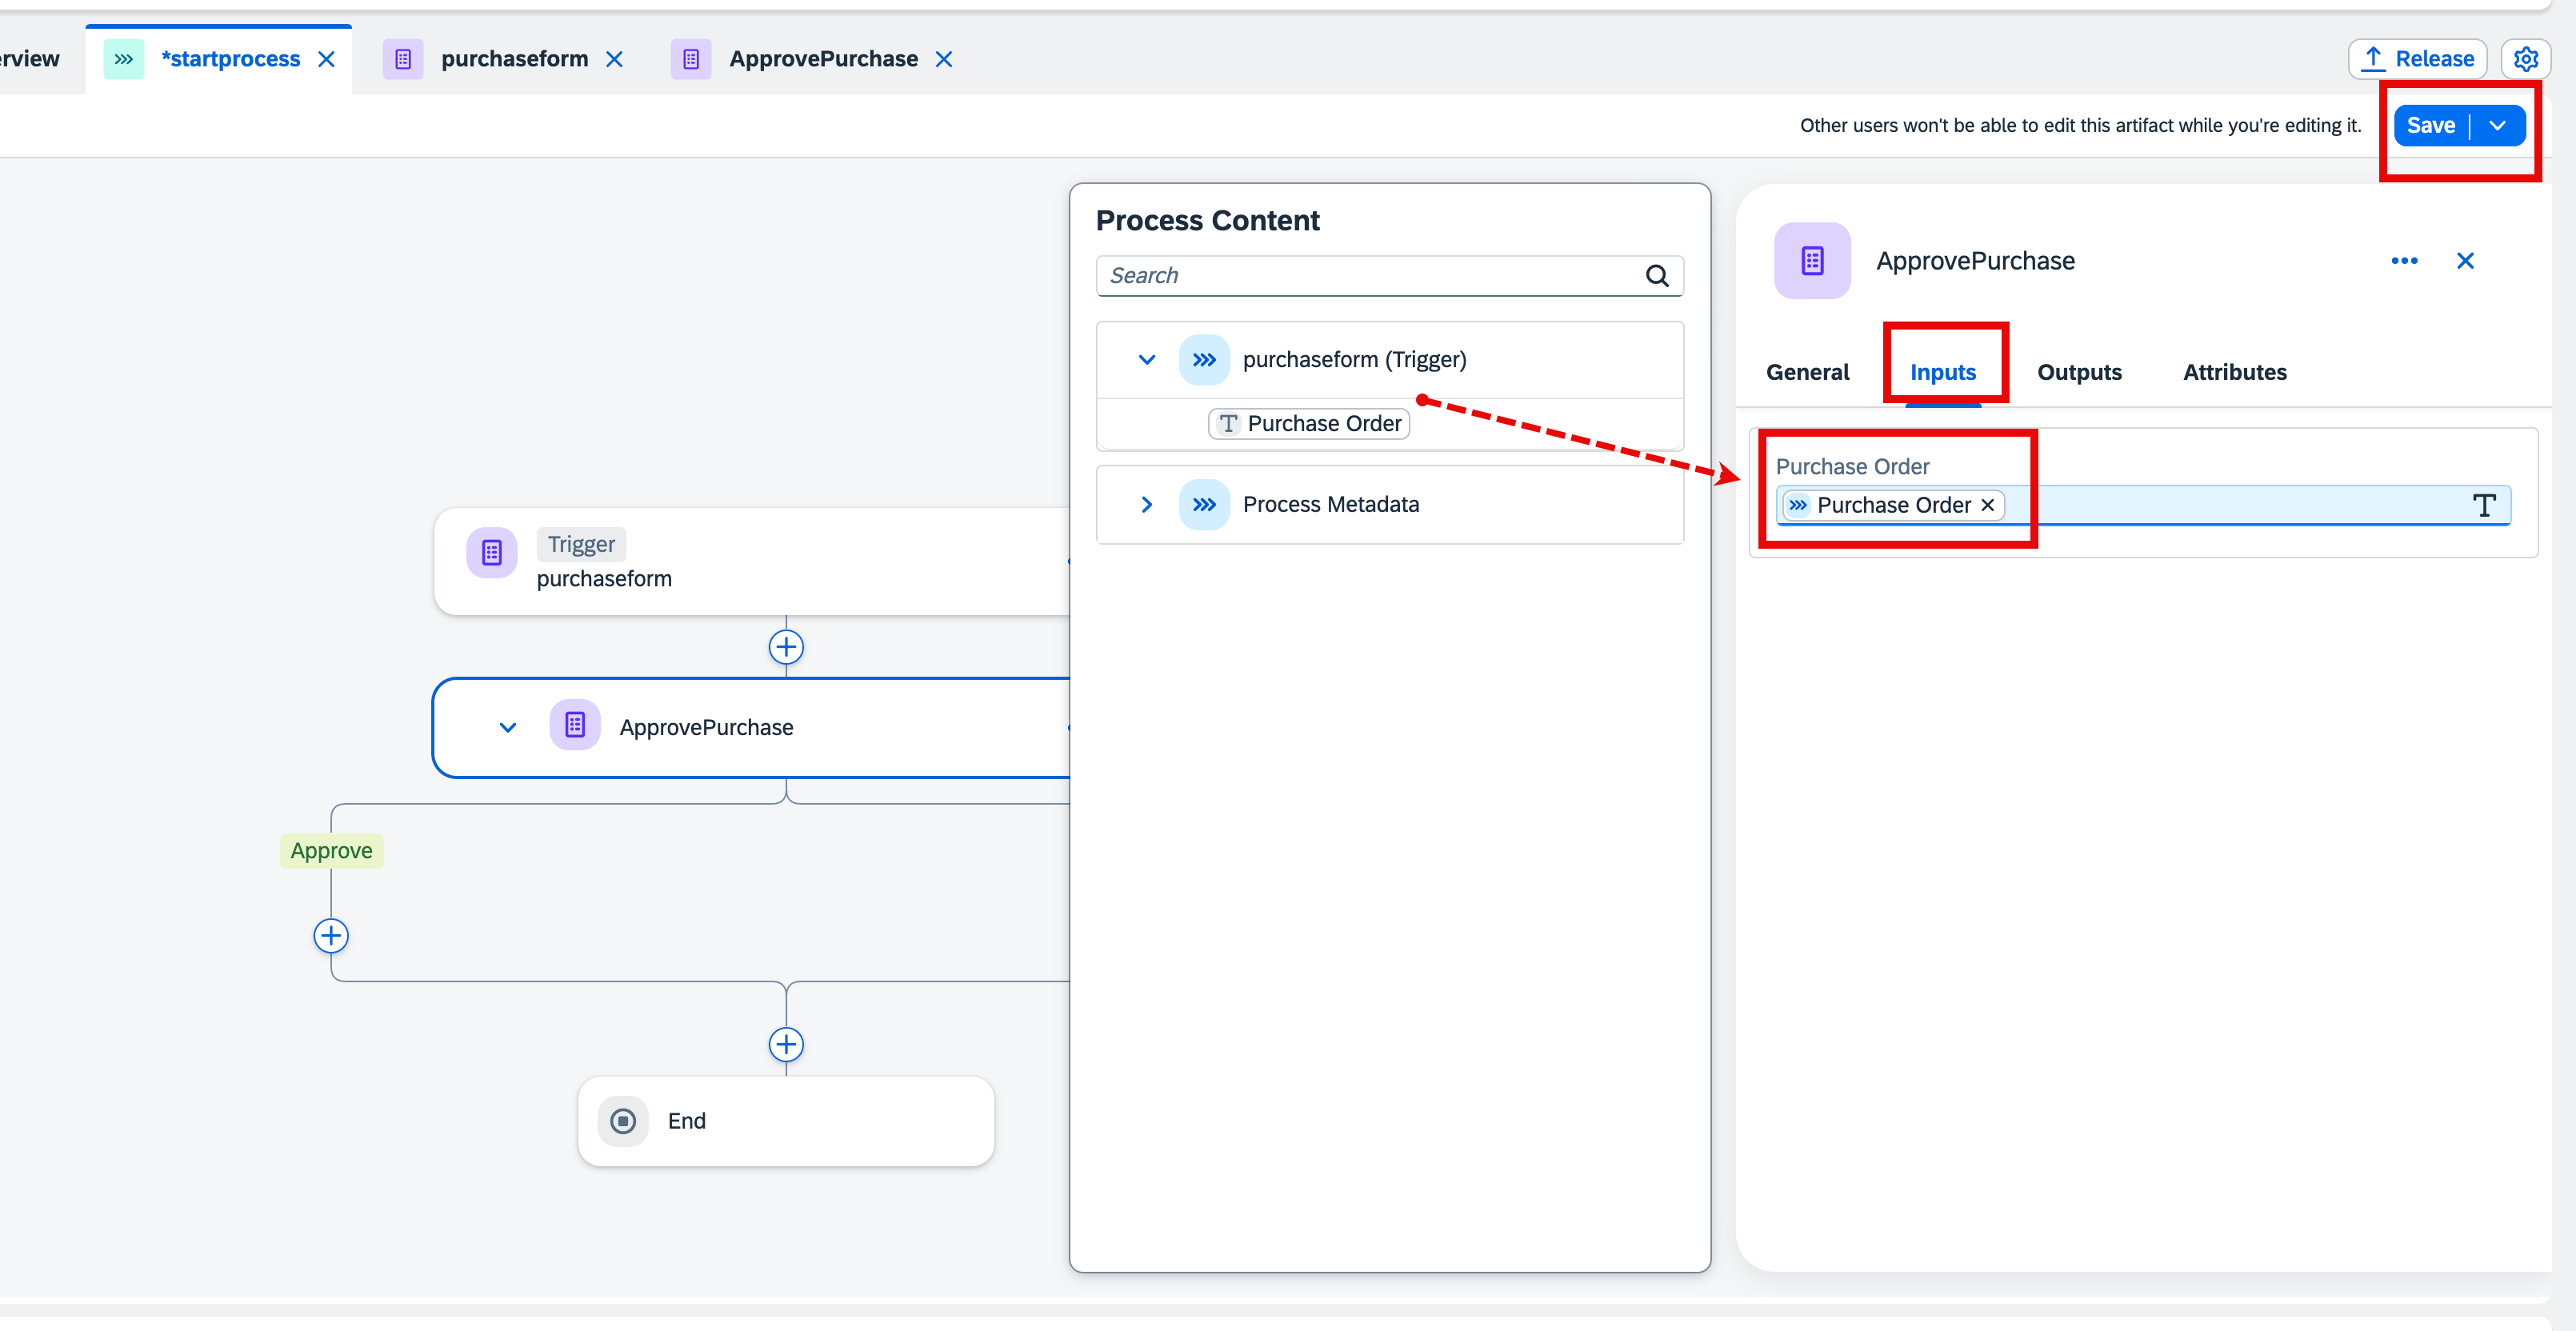 erview
*startprocess
purchaseform
ApprovePurchase
Release
Other users won't be able to edit this artifact while you're editing it.
Save
Process Content
Search
purchaseform (Trigger)
Purchase Order
Process Metadata
Trigger
purchaseform
ApprovePurchase
Approve
End
ApprovePurchase
General
Inputs
Outputs
Attributes
Purchase Order
Purchase Order